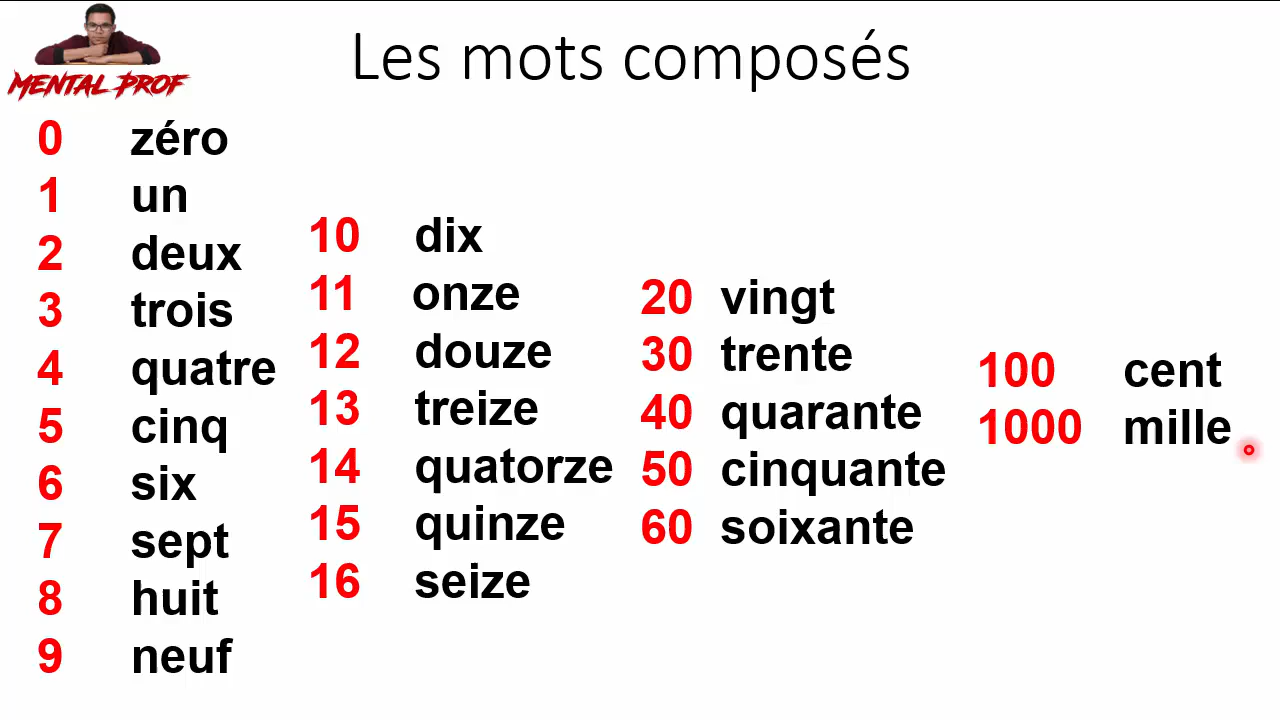 MENTAL PROF
Les mots composés
0 zéro
1 un
2 deux
3 trois
4 quatre
5 cinq
6 six
7 sept
8 huit
9 neuf
10 dix
11 onze
12 douze
13 treize
14 quatorze
15 quinze
16 seize
20 vingt
30 trente
40 quarante
50 cinquante
60 soixante
100 cent
1000 mille